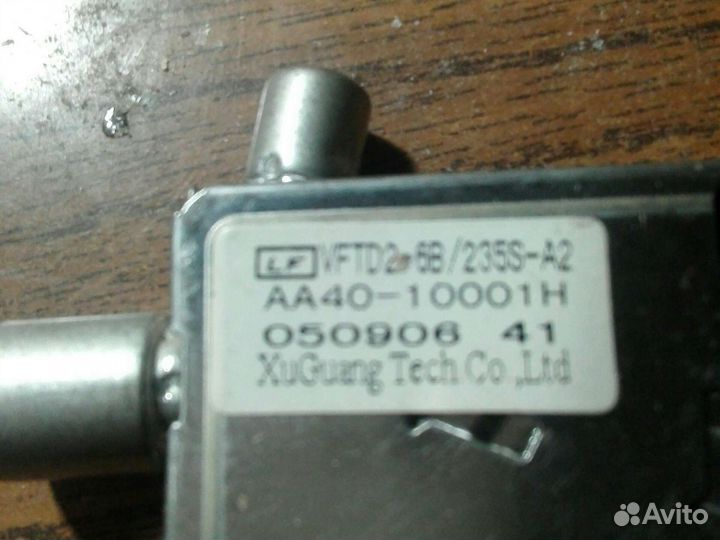 LF VFTD2-6B/235S-A2
AA40-10001H
050906 41
XuGuang Tech Co.,Ltd
Avito